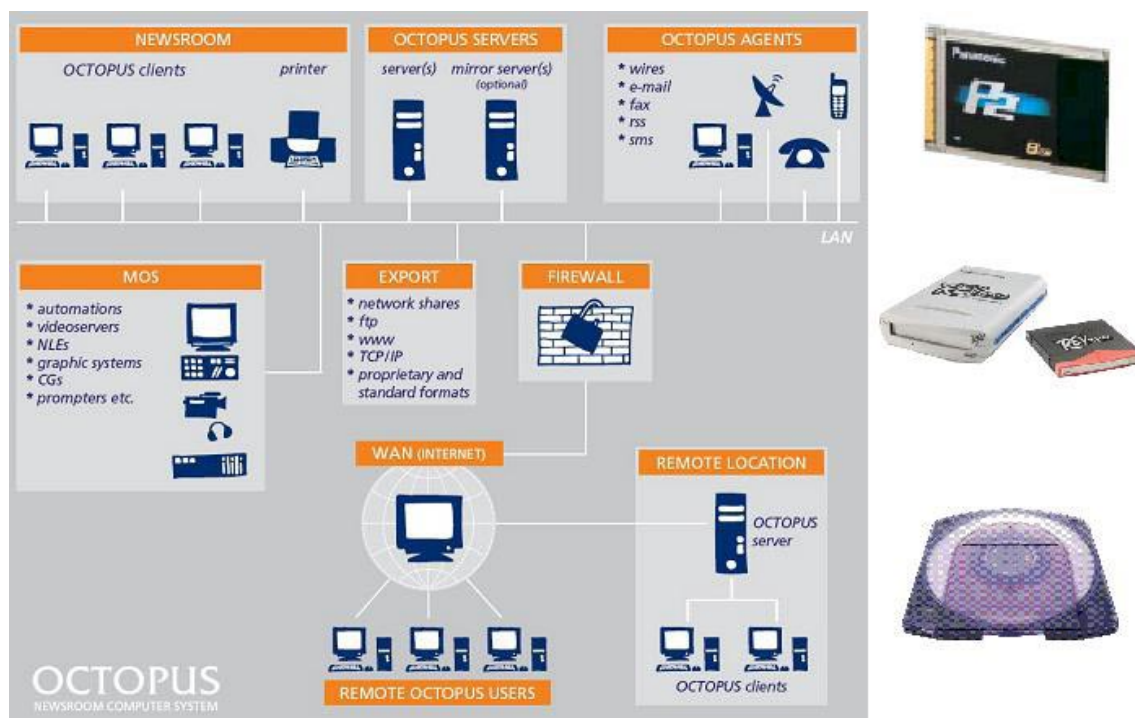 NEWSROOM
OCTOPUS clients
printer
OCTOPUS SERVERS
server(s)
mirror server(s)
(optional)
OCTOPUS AGENTS
* wires
* e-mail
* fax
* rss
* sms
LAN
MOS
* automations
* videoservers
* NLEs
* graphic systems
* CGs
* prompters etc.
EXPORT
* network shares
* ftp
* www
* TCP/IP
* proprietary and
standard formats
FIREWALL
WAN (INTERNET)
REMOTE OCTOPUS USERS
REMOTE LOCATION
OCTOPUS
server
OCTOPUS clients
OCTOPUS
NEWSROOM COMPUTER SYSTEM
Panasonic
P2
REV